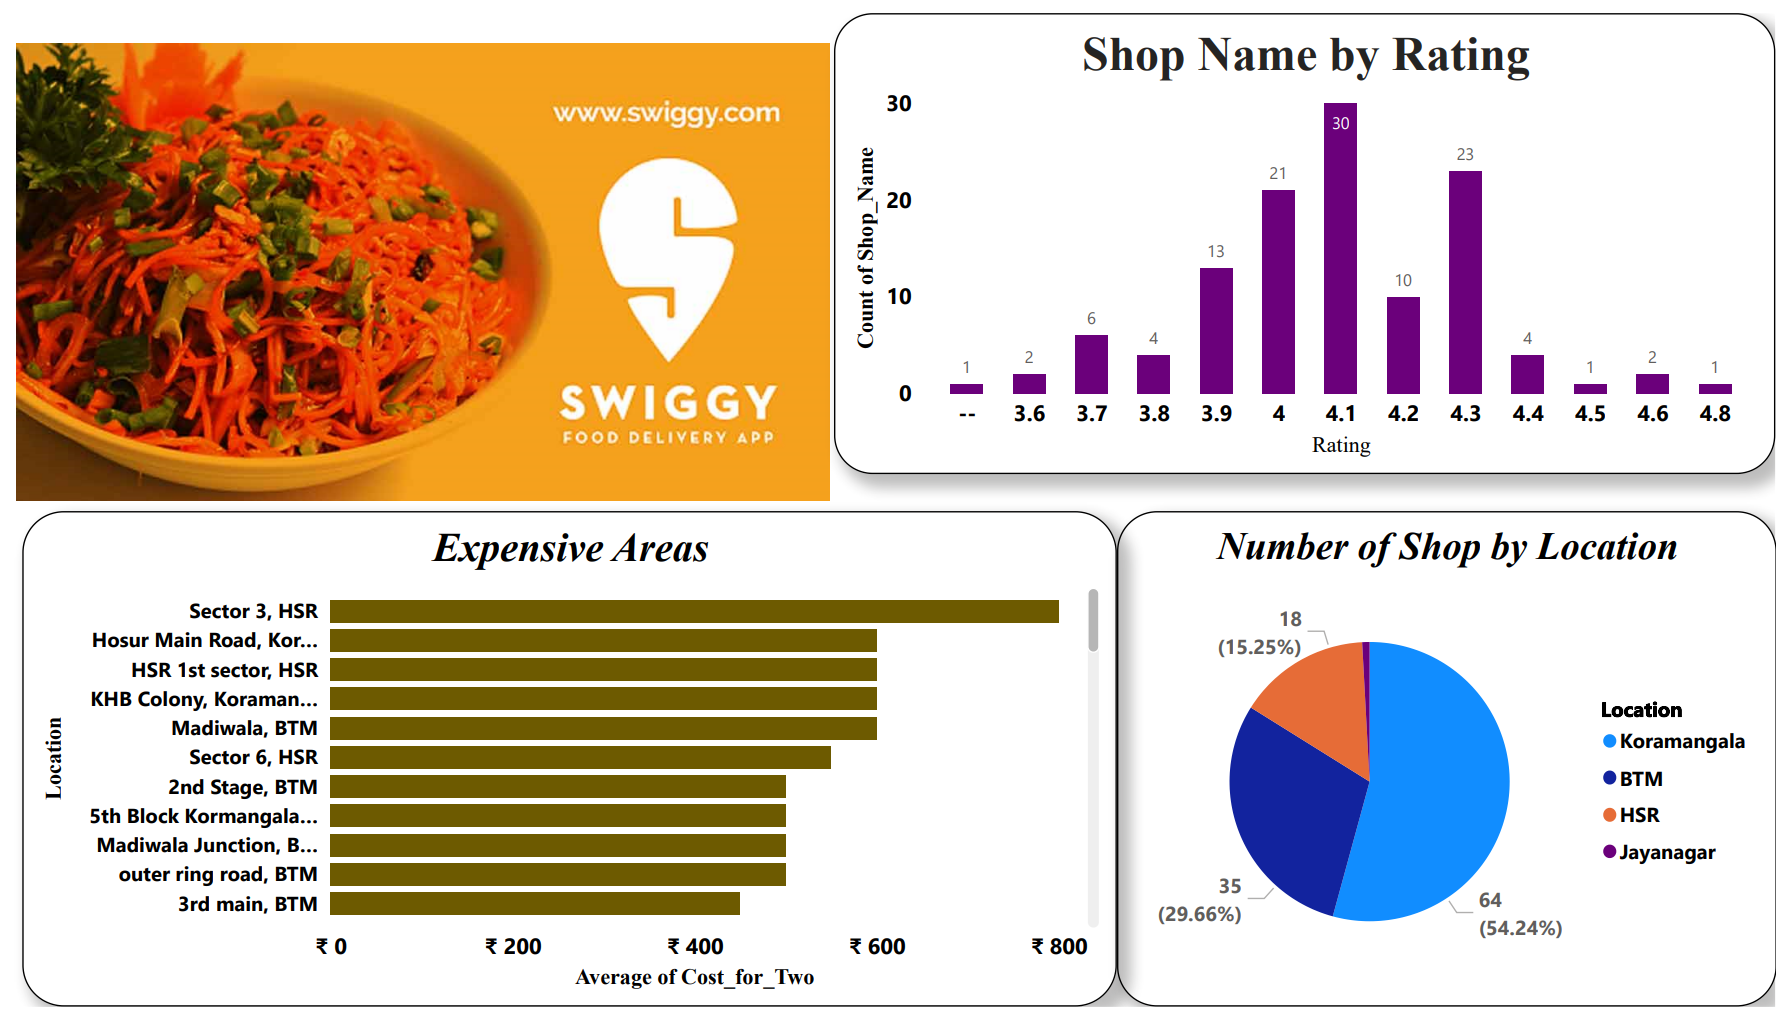 www.swiggy.com
SWIGGY
FOOD DELIVERY APP
Shop Name by Rating
Count of Shop_Name
30
20
10
0
1
2
6
4
13
21
30
10
23
4
1
2
1
--
3.6
3.7
3.8
3.9
4
4.1
4.2
4.3
4.4
4.5
4.6
4.8
Rating
Expensive Areas
Location
Sector 3, HSR
Hosur Main Road, Kor...
HSR 1st sector, HSR
KHB Colony, Koraman...
Madiwala, BTM
Sector 6, HSR
2nd Stage, BTM
5th Block Kormangala...
Madiwala Junction, B...
outer ring road, BTM
3rd main, BTM
₹ 0
₹ 200
₹ 400
₹ 600
₹ 800
Average of Cost_for_Two
Number of Shop by Location
18
(15.25%)
35
(29.66%)
64
(54.24%)
Location
Koramangala
BTM
HSR
Jayanagar